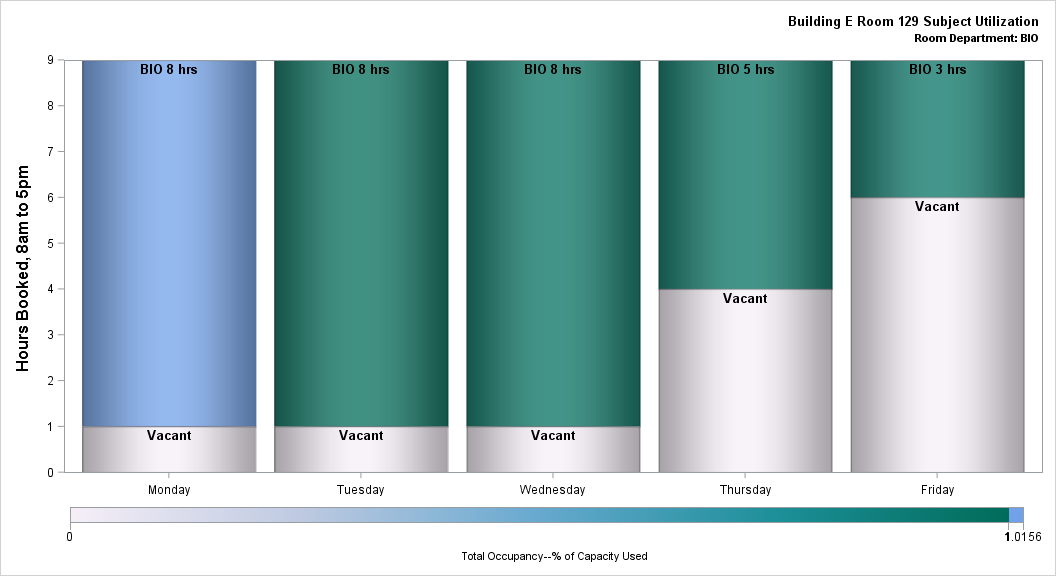 Building E Room 129 Subject Utilization
Room Department: BIO
Hours Booked, 8am to 5pm
9
8
7
6
5
4
3
2
1
0
BIO 8 hrs
BIO 8 hrs
BIO 8 hrs
BIO 5 hrs
BIO 3 hrs
Vacant
Vacant
Vacant
Vacant
Vacant
Monday
Tuesday
Wednesday
Thursday
Friday
0
1.0156
Total Occupancy--% of Capacity Used